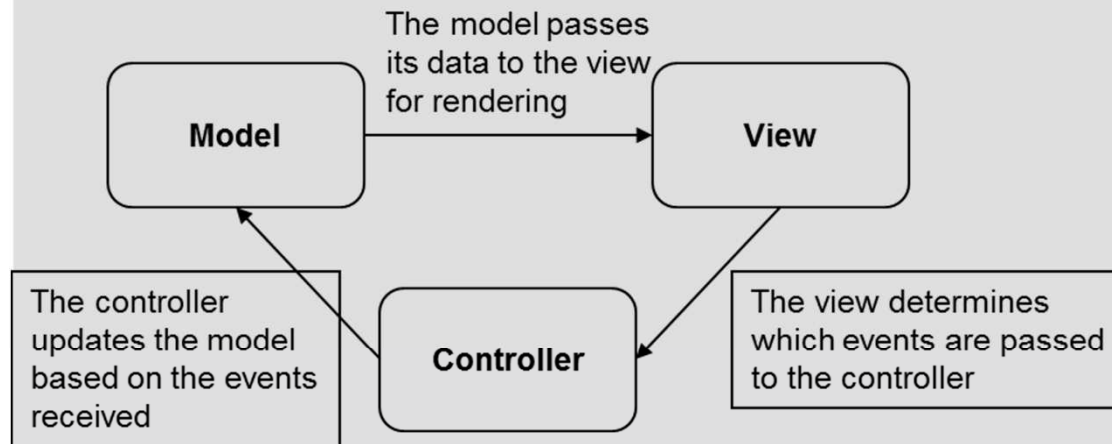 The model passes
its data to the view
for rendering
Model
View
The controller
updates the model
based on the events
received
Controller
The view determines
which events are passed
to the controller